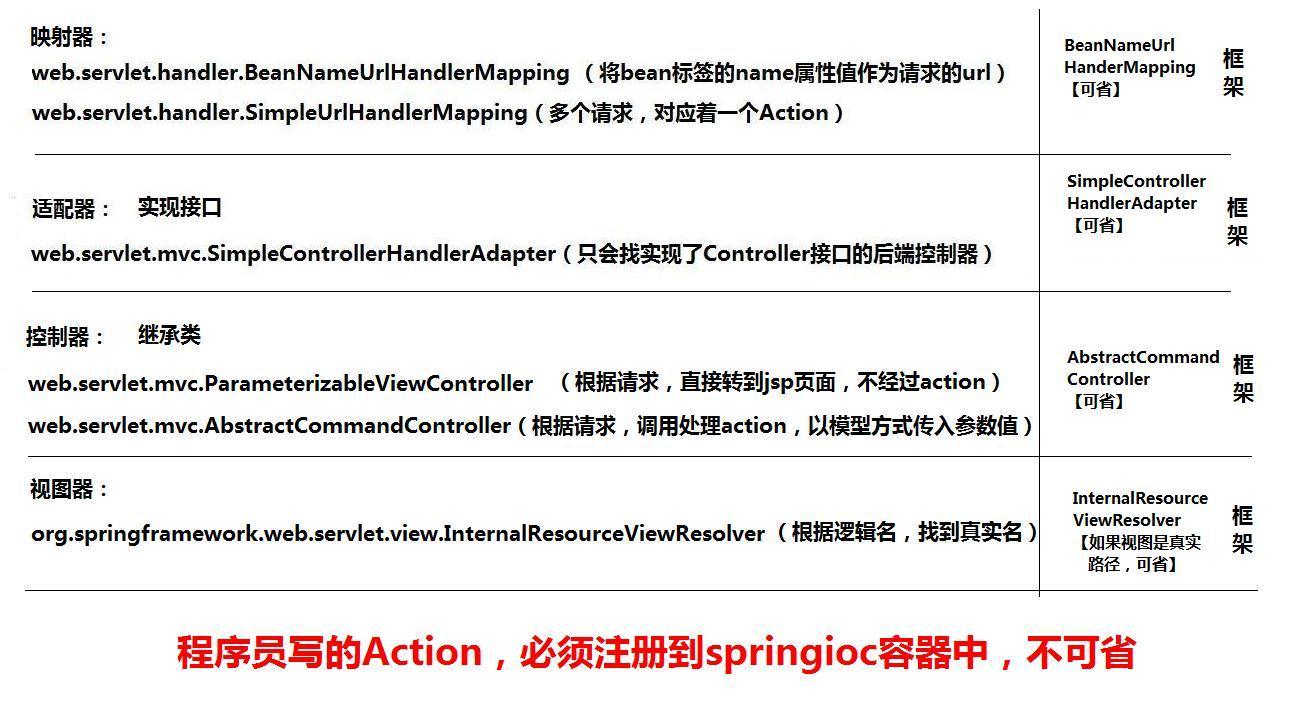 映射器：
web.servlet.handler.BeanNameUrlHandlerMapping （将bean标签的name属性值作为请求的url）
web.servlet.handler.SimpleUrlHandlerMapping（多个请求，对应着一个Action）
BeanNameUrl
HanderMapping
【可省】
框
架
适配器： 实现接口
web.servlet.mvc.SimpleControllerHandlerAdapter（只会找实现了Controller接口的后端控制器）
SimpleController
HandlerAdapter
【可省】
框
架
控制器： 继承类
web.servlet.mvc.ParameterizableViewController （根据请求，直接转到jsp页面，不经过action）
web.servlet.mvc.AbstractCommandController（根据请求，调用处理action，以模型方式传入参数值）
AbstractCommand
Controller
【可省】
框
架
视图器：
org.springframework.web.servlet.view.InternalResourceViewResolver （根据逻辑名，找到真实名）
InternalResource
ViewResolver
【如果视图是真实
路径，可省】
框
架
程序员写的Action，必须注册到springioc容器中，不可省